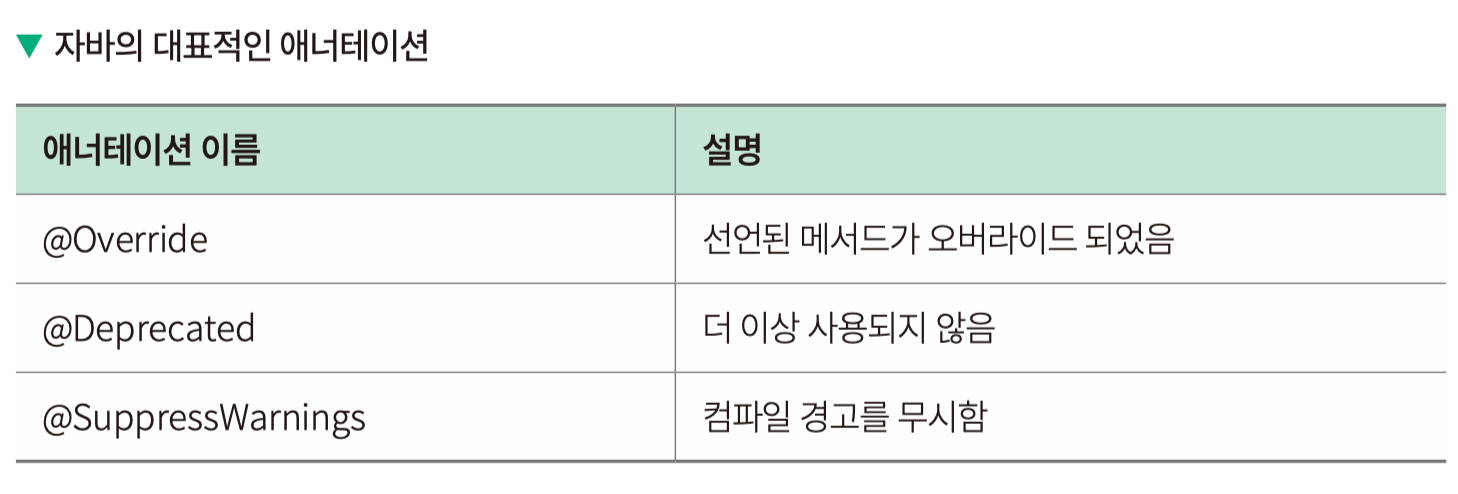 ▼ 자바의 대표적인 애너테이션
애너테이션 이름 설명
@Override 선언된 메서드가 오버라이드 되었음
@Deprecated 더 이상 사용되지 않음
@SuppressWarnings 컴파일 경고를 무시함